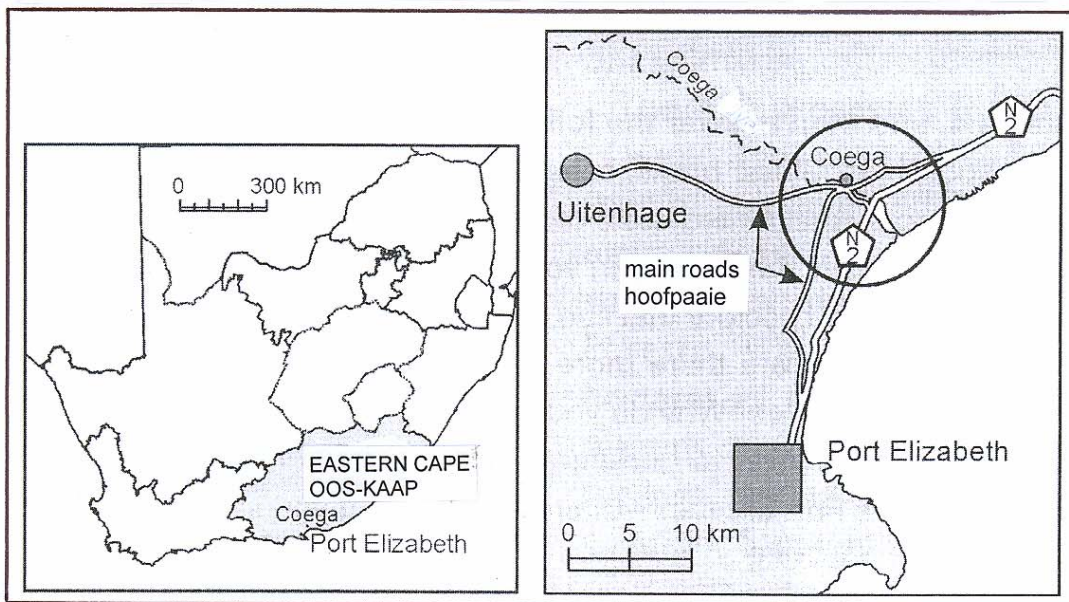 0 300 km
EASTERN CAPE
OOS-KAAP
Coega
Port Elizabeth
Coega
N
2
Coega
Uitenhage
N
2
main roads
hoofpaaie
Port Elizabeth
0 5 10 km